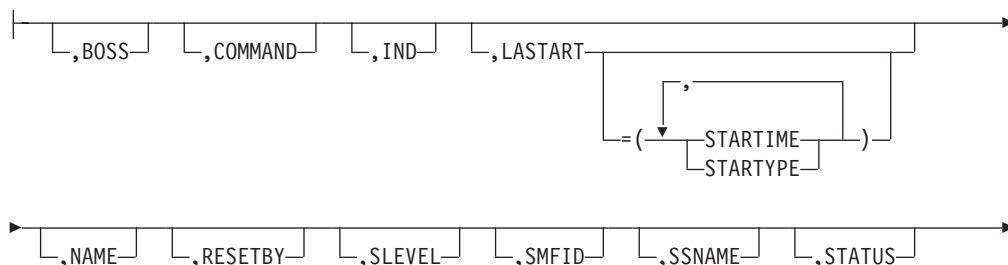 ,BOSS ,COMMAND ,IND ,LASTART
,
=( STARTIME )
STARTYPE
,NAME ,RESETBY ,SLEVEL ,SMFID ,SSNAME ,STATUS